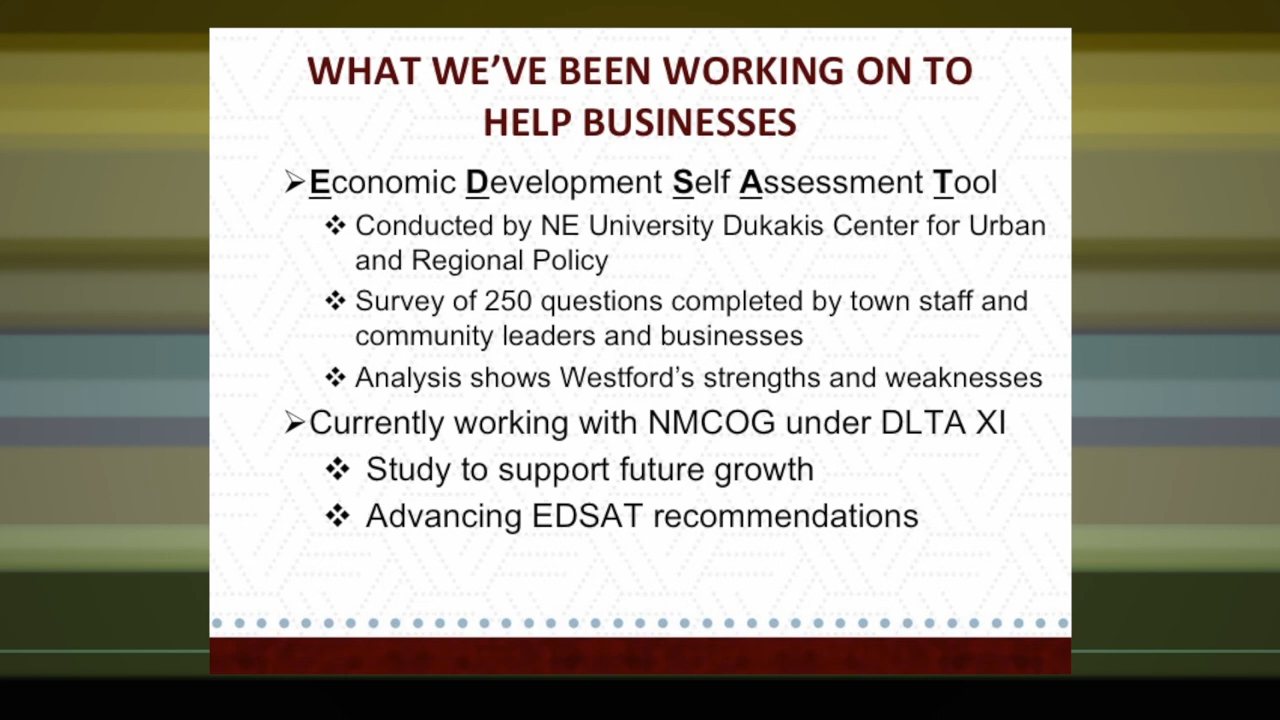 WHAT WE’VE BEEN WORKING ON TO
HELP BUSINESSES
➢Economic Development Self Assessment Tool
❖ Conducted by NE University Dukakis Center for Urban
and Regional Policy
❖ Survey of 250 questions completed by town staff and
community leaders and businesses
❖ Analysis shows Westford’s strengths and weaknesses
➢Currently working with NMCOG under DLTA XI
❖ Study to support future growth
❖ Advancing EDSAT recommendations